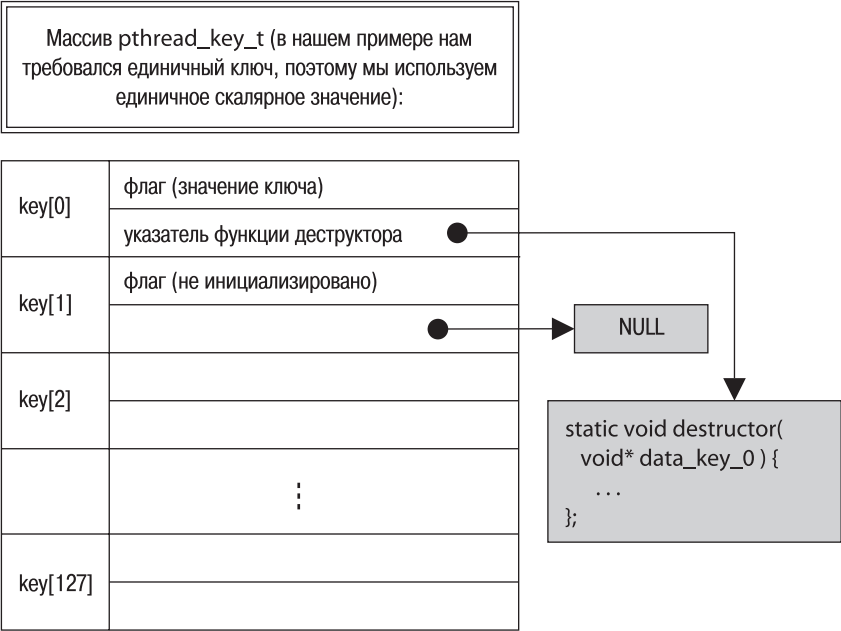 Массив pthread_key_t (в нашем примере нам
требовался единичный ключ, поэтому мы используем
единичное скалярное значение):
key[0]
флаг (значение ключа)
указатель функции деструктора
key[1]
флаг (не инициализировано)
NULL
key[2]
static void destructor(
void* data_key_0 ) {
...
};
key[127]